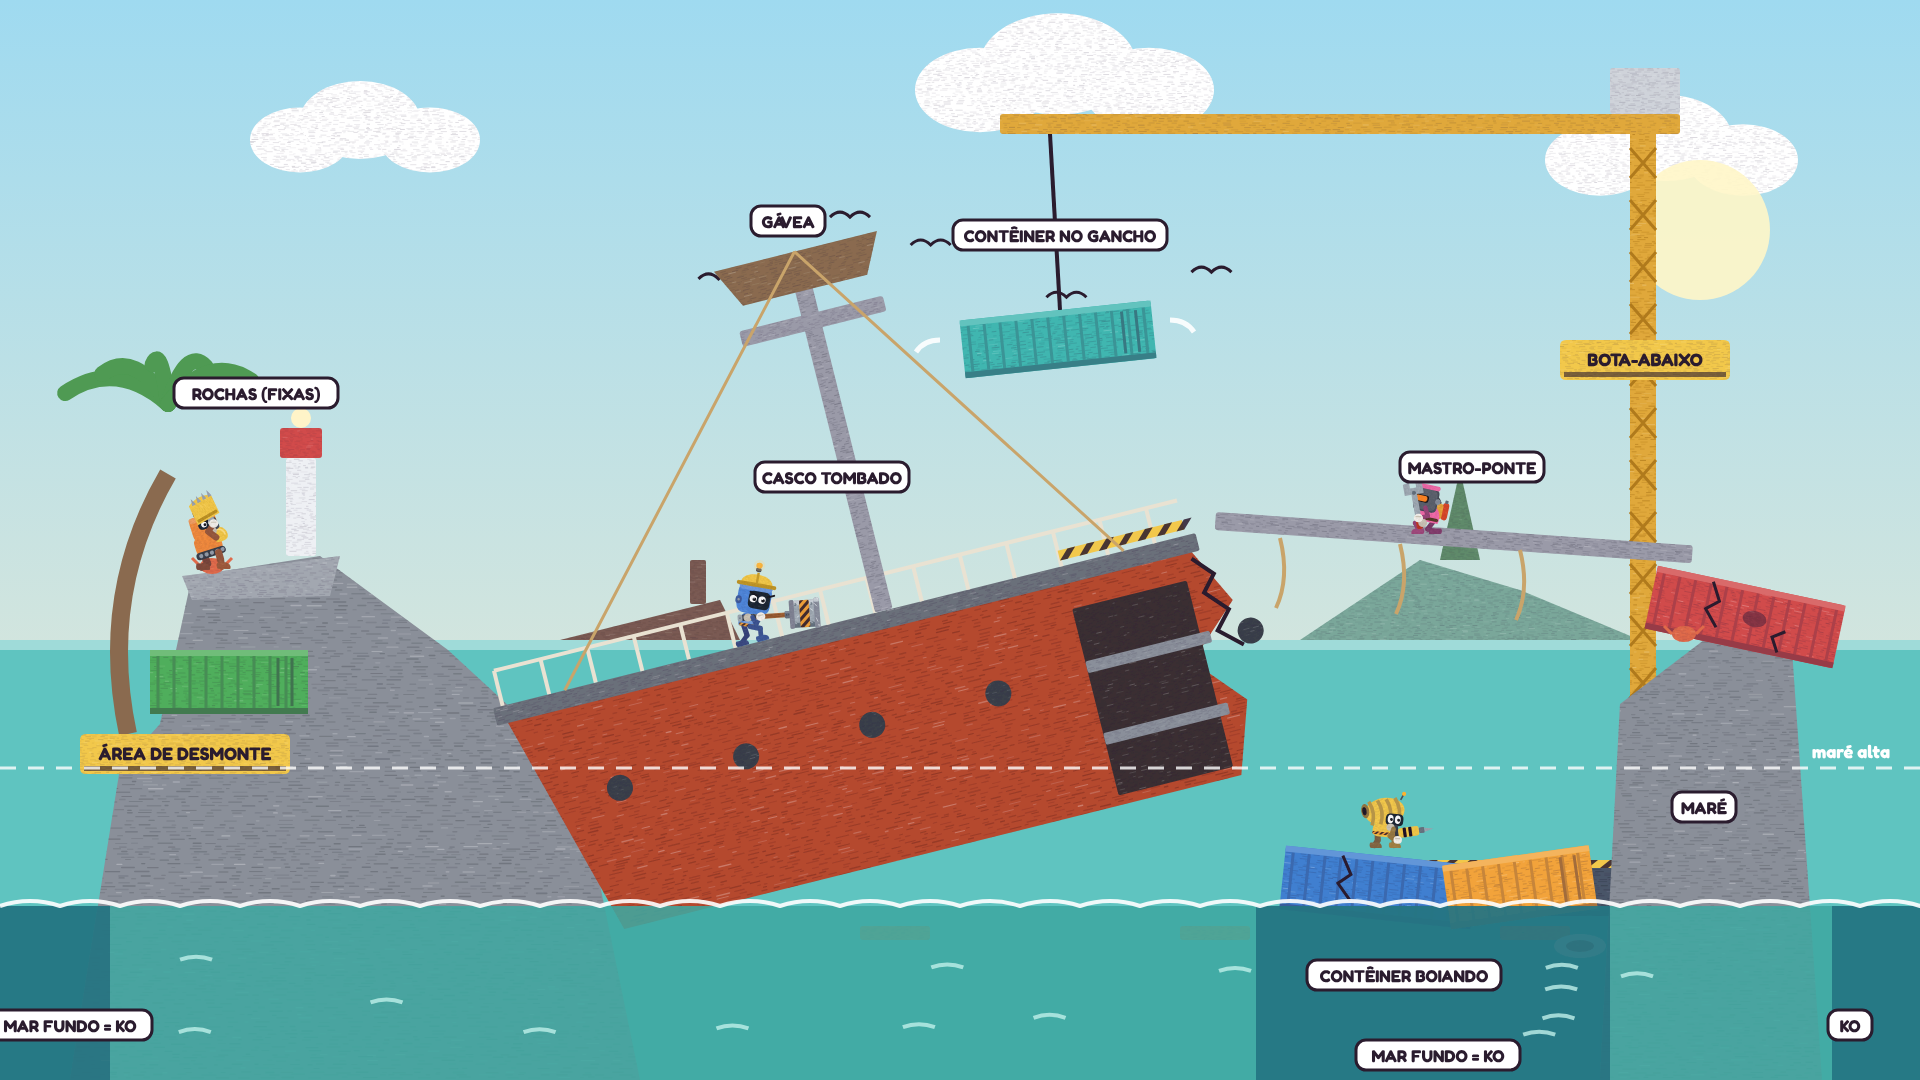 GÁVEA
CONTÊINER NO GANCHO
BOTA-ABAIXO
ROCHAS (FIXAS)
CASCO TOMBADO
MASTRO-PONTE
ÁREA DE DESMONTE
maré alta
MARÉ
CONTÊINER BOIANDO
MAR FUNDO = KO
KO
MAR FUNDO = KO